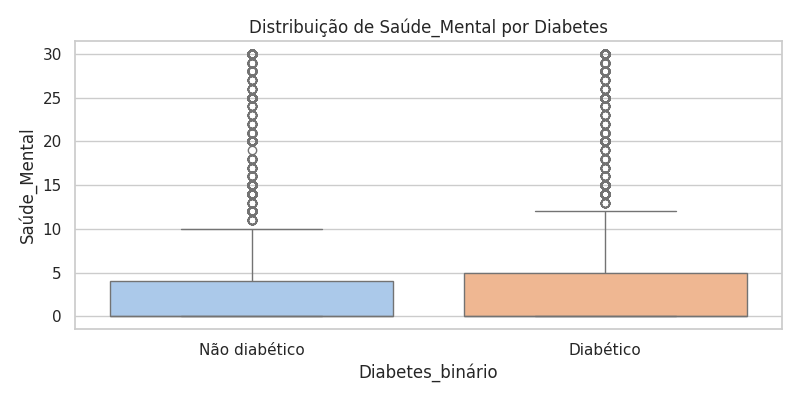 Distribuição de Saúde_Mental por Diabetes
30
25
20
15
10
5
0
Saúde_Mental
Não diabético
Diabético
Diabetes_binário